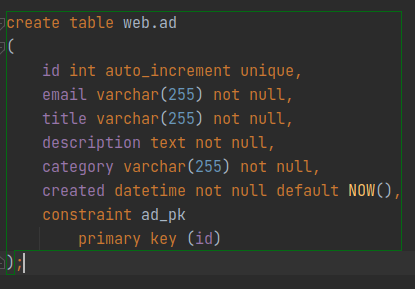 create table web.ad
(
    id int auto_increment unique,
    email varchar(255) not null,
    title varchar(255) not null,
    description text not null,
    category varchar(255) not null,
    created datetime not null default NOW(),
    constraint ad_pk
        primary key (id)
);